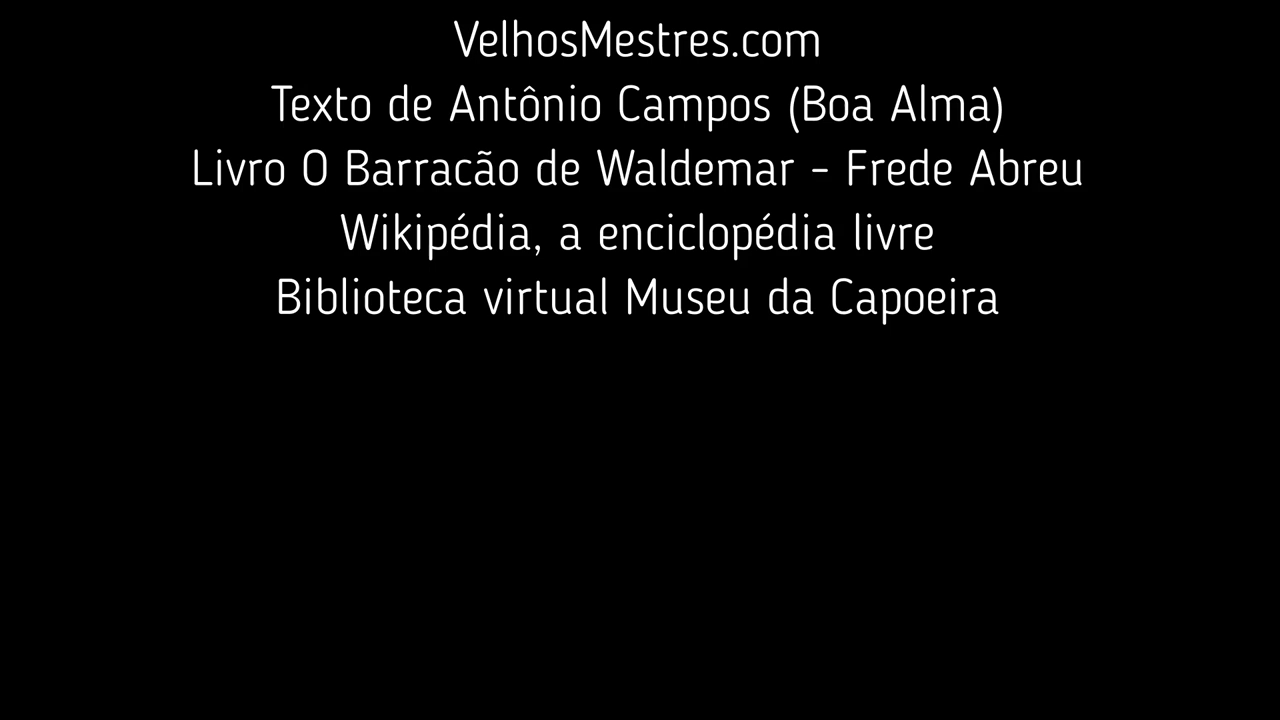 VelhosMestres.com
Texto de Antônio Campos (Boa Alma)
Livro O Barracão de Waldemar - Frede Abreu
Wikipédia, a enciclopédia livre
Biblioteca virtual Museu da Capoeira